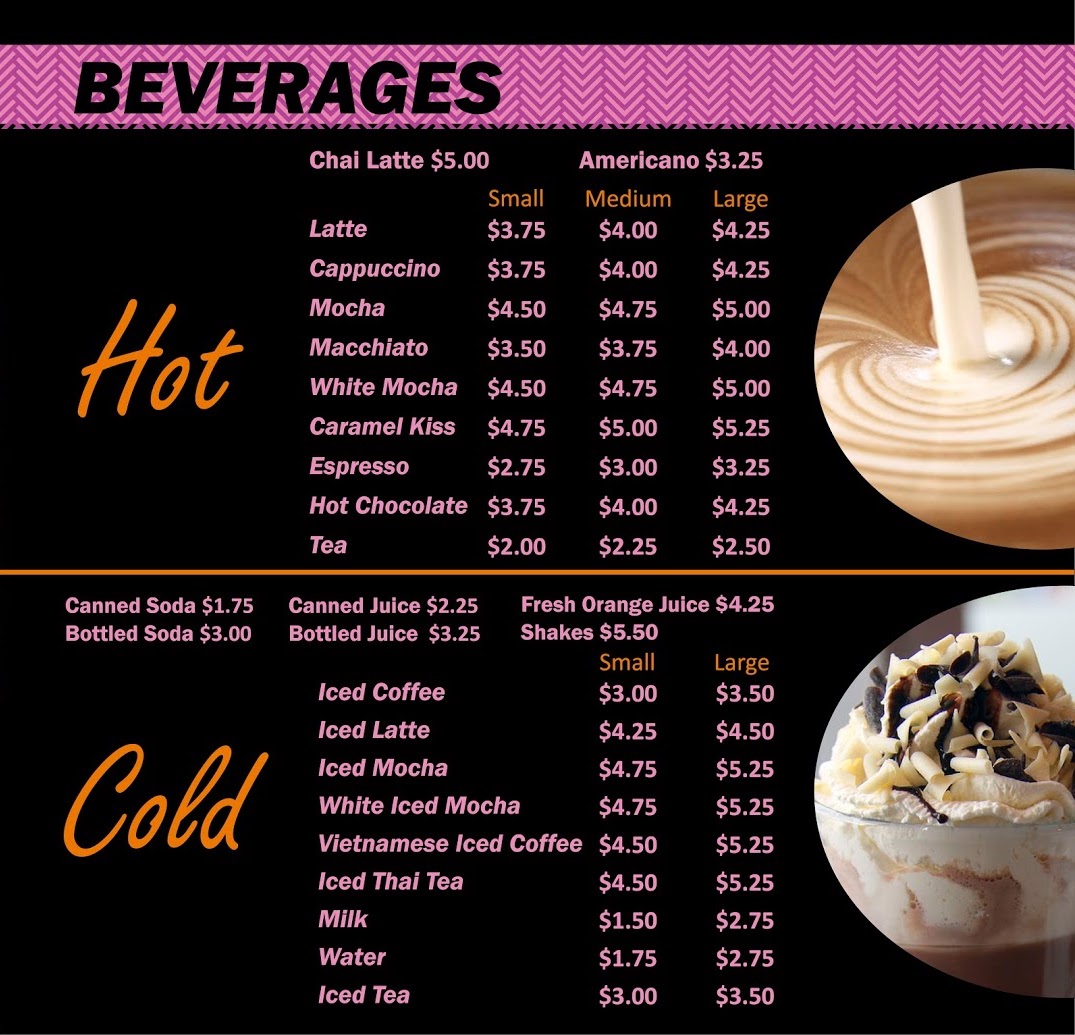 BEVERAGES
Chai Latte $5.00 Americano $3.25
Small Medium Large
Latte $3.75 $4.00 $4.25
Cappuccino $3.75 $4.00 $4.25
Mocha $4.50 $4.75 $5.00
Macchiato $3.50 $3.75 $4.00
White Mocha $4.50 $4.75 $5.00
Caramel Kiss $4.75 $5.00 $5.25
Espresso $2.75 $3.00 $3.25
Hot Chocolate $3.75 $4.00 $4.25
Tea $2.00 $2.25 $2.50
Hot
Canned Soda $1.75 Canned Juice $2.25 Fresh Orange Juice $4.25
Bottled Soda $3.00 Bottled Juice $3.25 Shakes $5.50
Small Large
Iced Coffee $3.00 $3.50
Iced Latte $4.25 $4.50
Iced Mocha $4.75 $5.25
White Iced Mocha $4.75 $5.25
Vietnamese Iced Coffee $4.50 $5.25
Iced Thai Tea $4.50 $5.25
Milk $1.50 $2.75
Water $1.75 $2.75
Iced Tea $3.00 $3.50
Cold